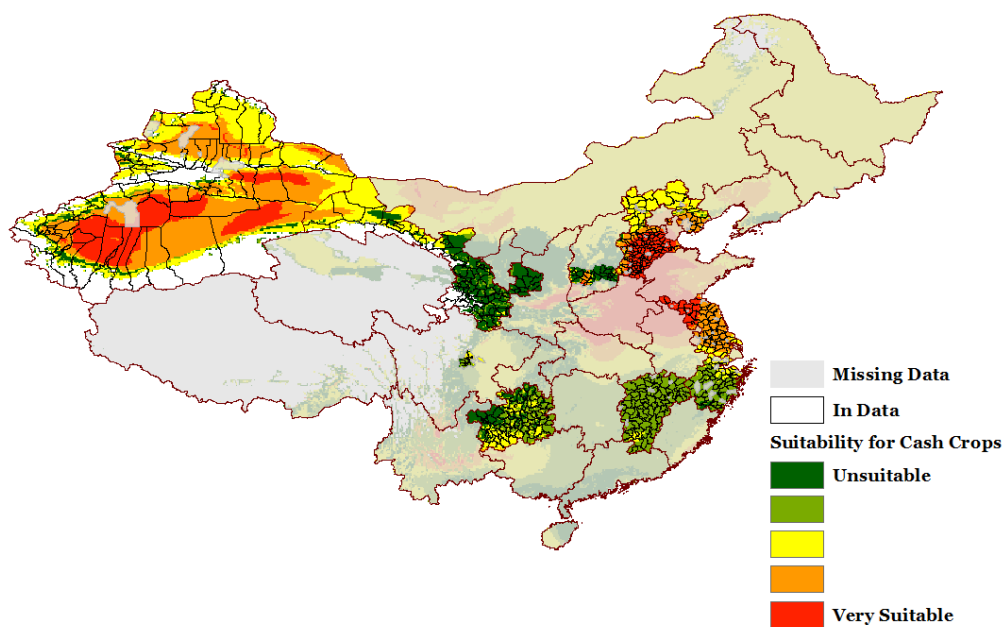 Missing Data
In Data
Suitability for Cash Crops
Unsuitable
Very Suitable